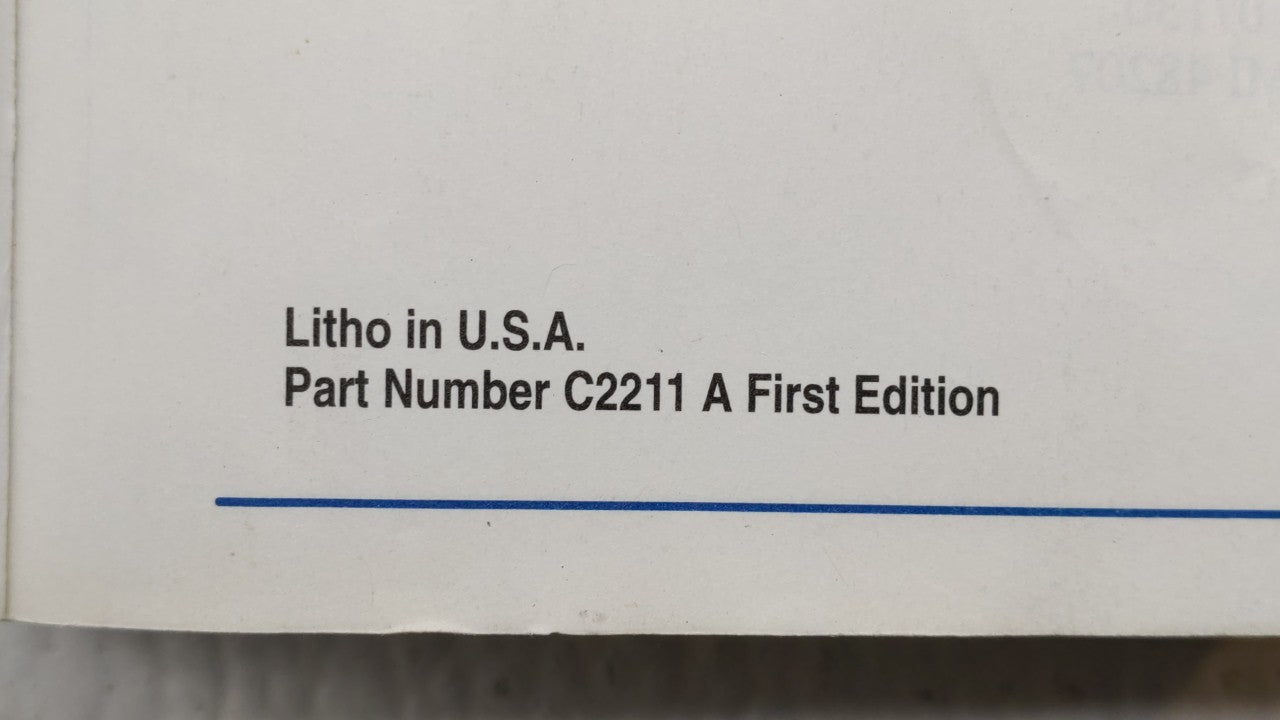 Litho in U.S.A.
Part Number C2211 A First Edition